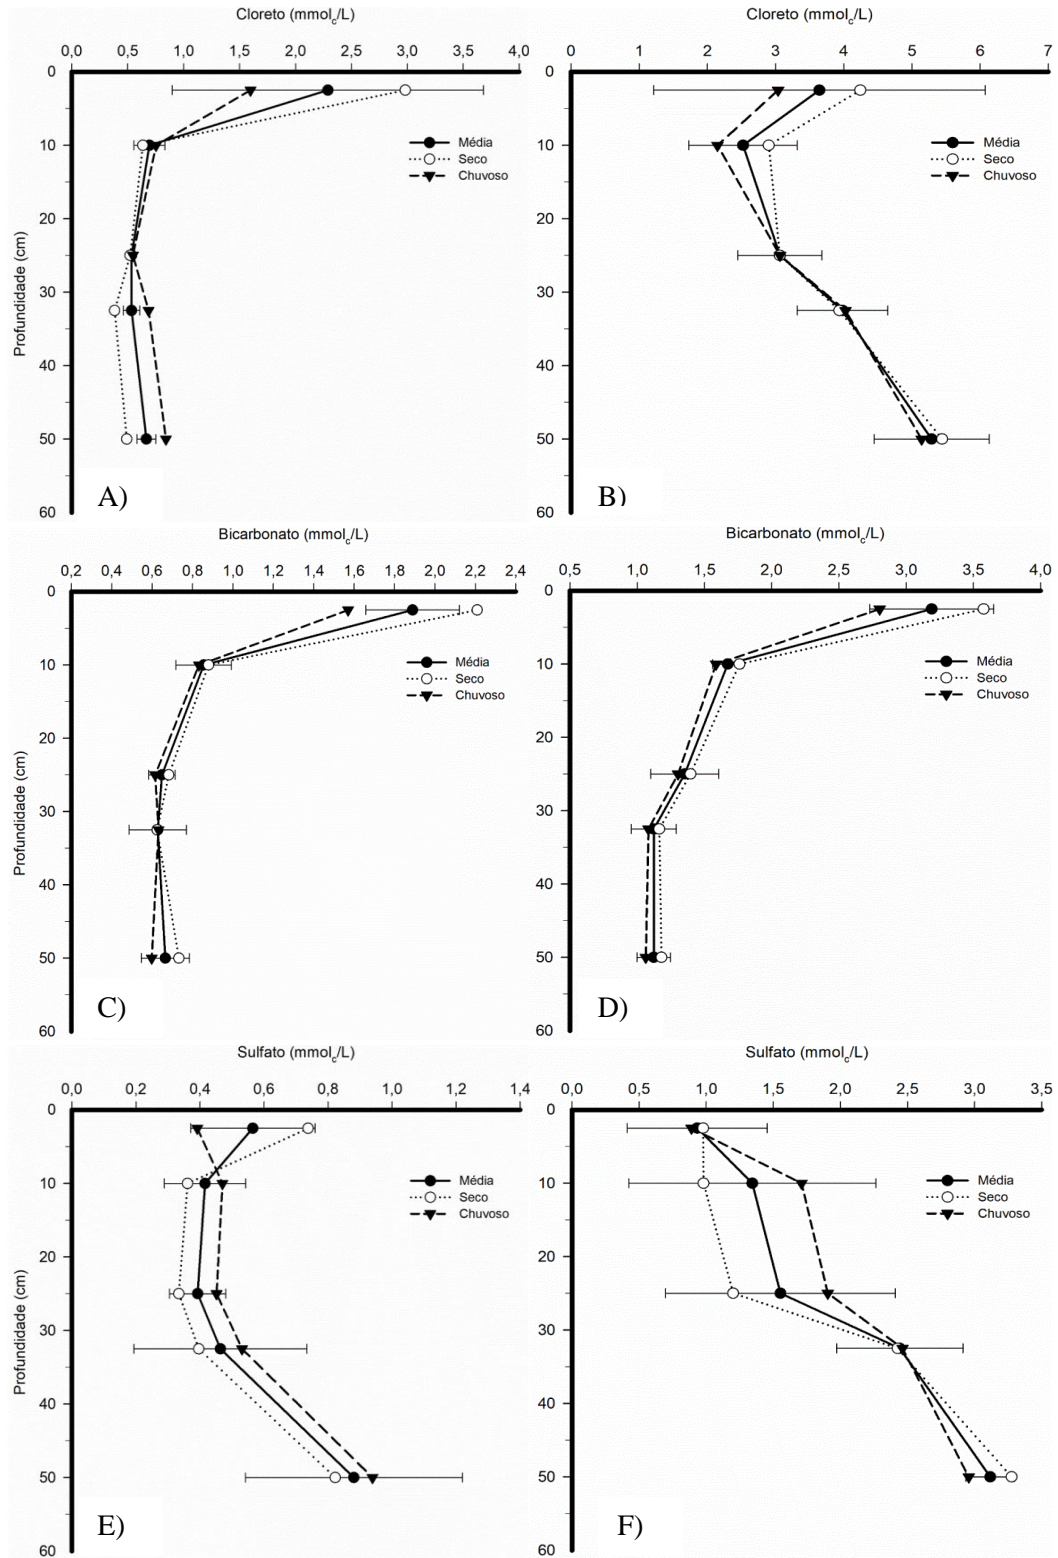 Cloreto (mmolc/L)
0,0 0,5 1,0 1,5 2,0 2,5 3,0 3,5 4,0
0
10
20
30
40
50
60
Profundidade (cm)
Média
Seco
Chuvoso
A)
Cloreto (mmolc/L)
0 1 2 3 4 5 6 7
0
10
20
30
40
50
60
Média
Seco
Chuvoso
B)
Bicarbonato (mmolc/L)
0,2 0,4 0,6 0,8 1,0 1,2 1,4 1,6 1,8 2,0 2,2 2,4
0
10
20
30
40
50
60
Profundidade (cm)
Média
Seco
Chuvoso
C)
Bicarbonato (mmolc/L)
0,5 1,0 1,5 2,0 2,5 3,0 3,5 4,0
0
10
20
30
40
50
60
Média
Seco
Chuvoso
D)
Sulfato (mmolc/L)
0,0 0,2 0,4 0,6 0,8 1,0 1,2 1,4
0
10
20
30
40
50
60
Profundidade (cm)
Média
Seco
Chuvoso
E)
Sulfato (mmolc/L)
0,0 0,5 1,0 1,5 2,0 2,5 3,0 3,5
0
10
20
30
40
50
60
Média
Seco
Chuvoso
F)